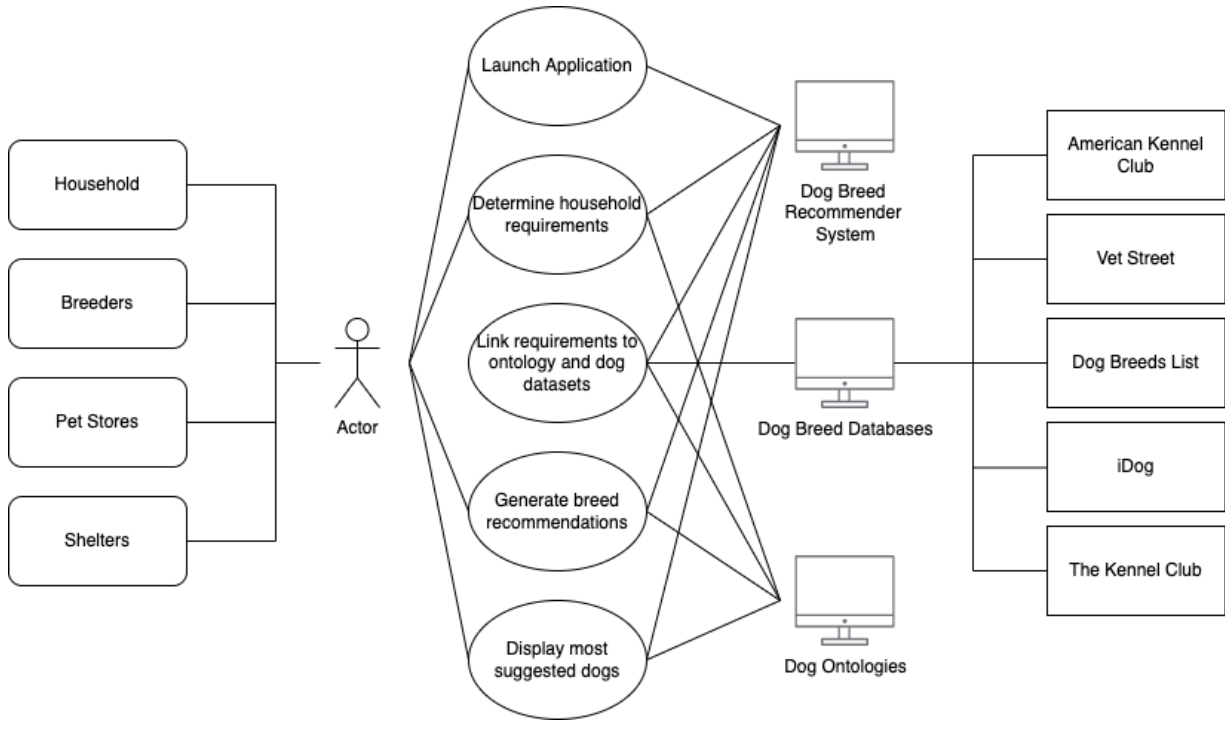 Household
Breeders
Pet Stores
Shelters
Actor
Launch Application
Determine household
requirements
Link requirements to
ontology and dog
datasets
Generate breed
recommendations
Display most
suggested dogs
Dog Breed
Recommender
System
Dog Breed Databases
Dog Ontologies
American Kennel
Club
Vet Street
Dog Breeds List
iDog
The Kennel Club